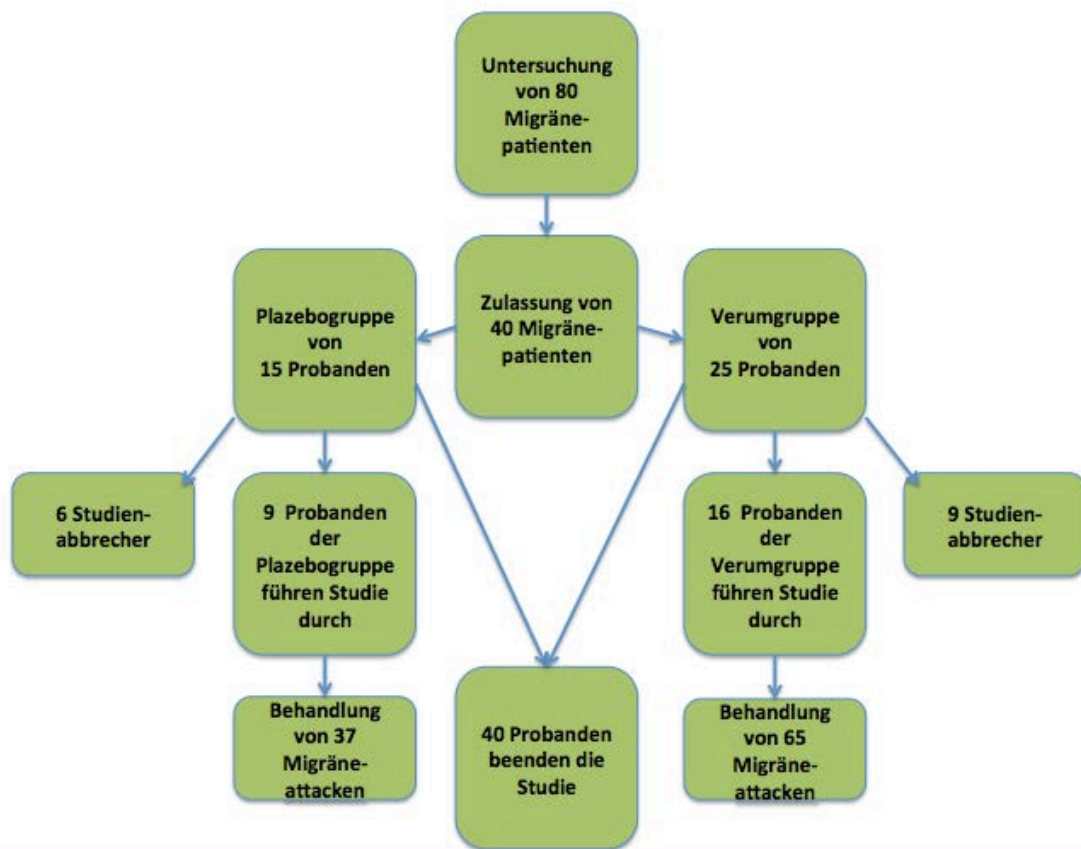 Untersuchung
von 80
Migräne-
patienten
Plazebogruppe
von
15 Probanden
Zulassung von
40 Migräne-
patienten
Verumgruppe
von
25 Probanden
6 Studien-
abbrecher
9 Probanden
der
Plazebogruppe
führen Studie
durch
16 Probanden
der
Verumgruppe
führen Studie
durch
9 Studien-
abbrecher
Behandlung
von 37
Migräne-
attacken
40 Probanden
beenden die
Studie
Behandlung
von 65
Migräne-
attacken